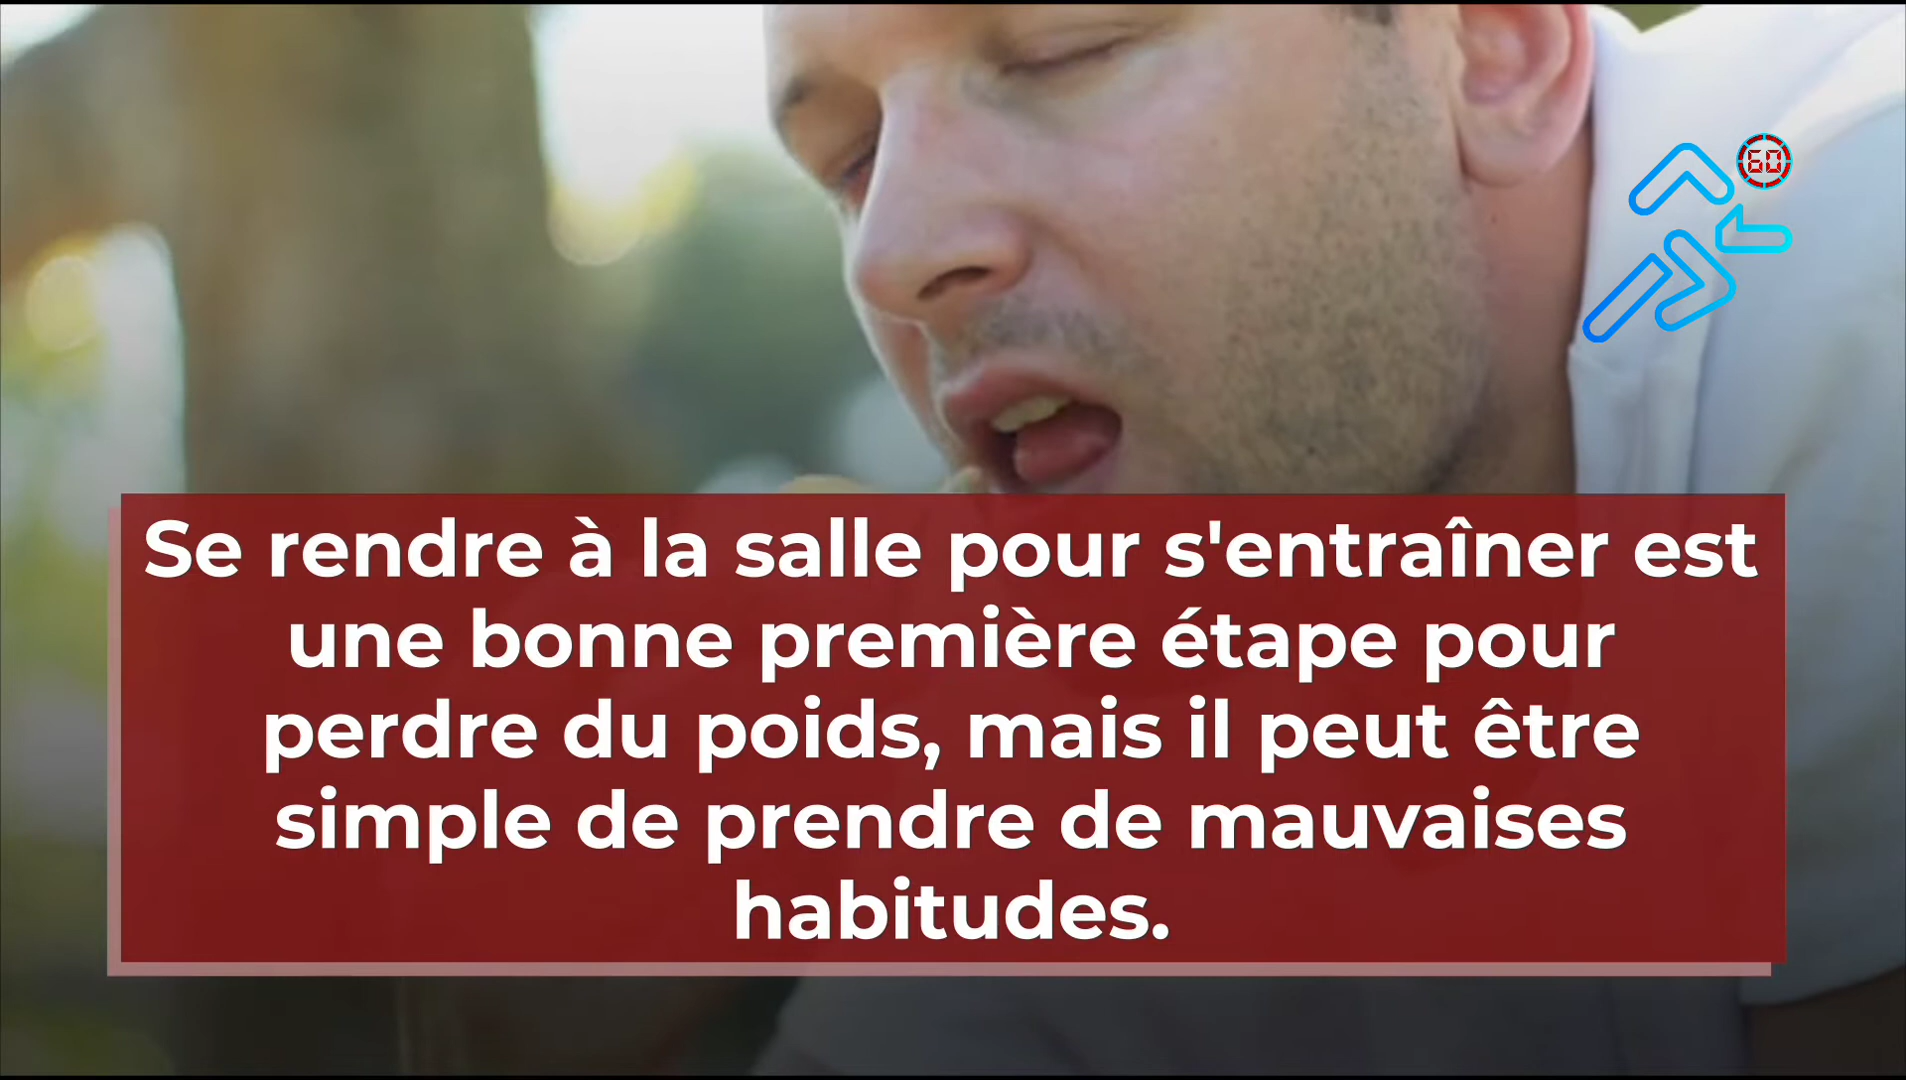 60
Se rendre à la salle pour s'entraîner est
une bonne première étape pour
perdre du poids, mais il peut être
simple de prendre de mauvaises
habitudes.